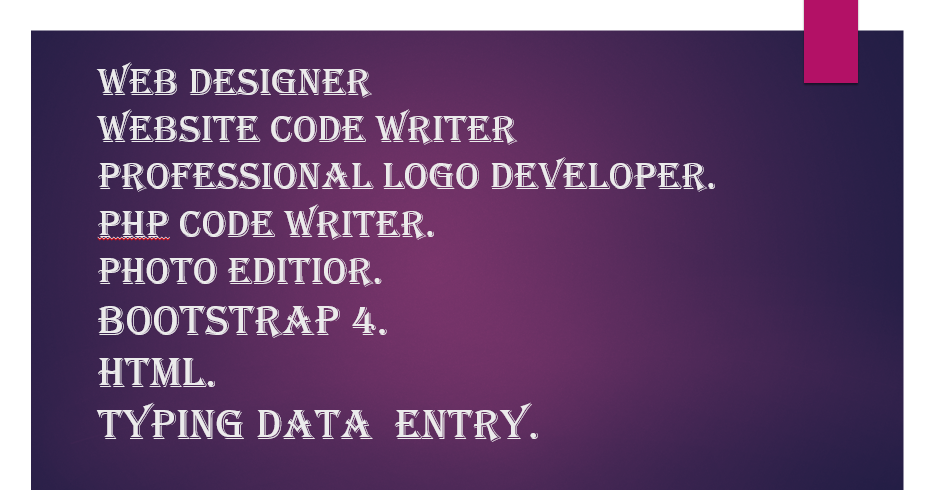 WEB DESIGNER
WEBSITE CODE WRITER
PROFESSIONAL LOGO DEVELOPER.
PHP CODE WRITER.
PHOTO EDITIOR.
BOOTSTRAP 4.
HTML.
TYPING DATA  ENTRY.